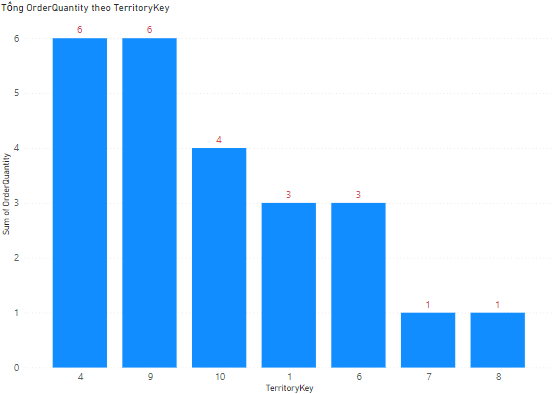 Tổng OrderQuantity theo TerritoryKey
6 6
6
5
4
4
3 3
3
2
1 1
1
0
4 9 10 1 6 7 8
Sum of OrderQuantity
TerritoryKey